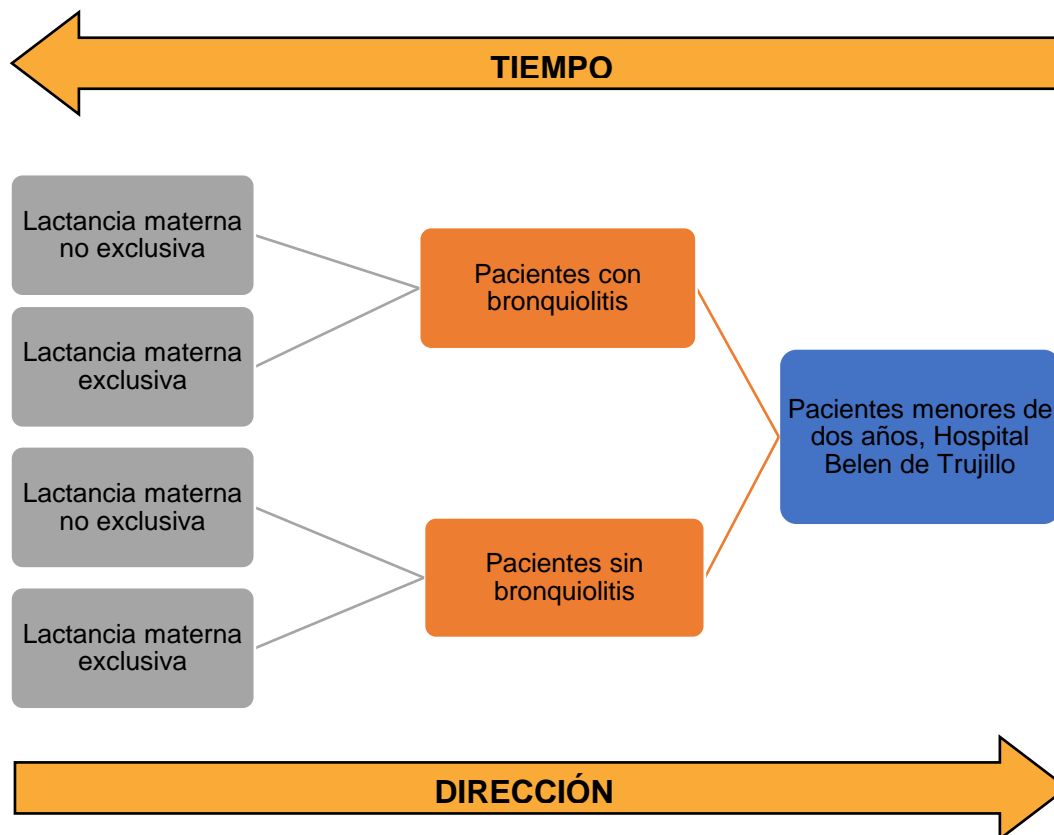 TIEMPO
Lactancia materna
no exclusiva
Lactancia materna
exclusiva
Lactancia materna
no exclusiva
Lactancia materna
exclusiva
Pacientes con
bronquiolitis
Pacientes sin
bronquiolitis
Pacientes menores de
dos años, Hospital
Belen de Trujillo
DIRECCIÓN